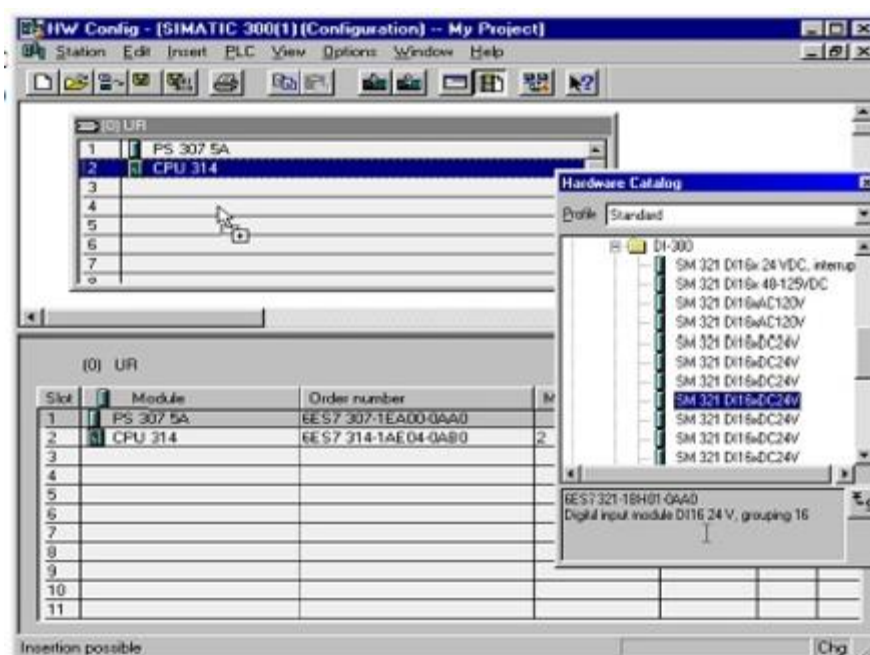 HW Config - [SIMATIC 300(1) (Configuration) -- My Project]
Station Edit Insert PLC View Options Window Help
(0) UR
1 PS 307 5A
2 CPU 314
3
4
5
6
7
Hardware Catalog
Profile Standard
DI-300
SM 321 DI16x 24 VDC, interrup
SM 321 DI16x 48-125VDC
SM 321 DI16xAC120V
SM 321 DI16xAC120V
SM 321 DI16xDC24V
SM 321 DI16xDC24V
SM 321 DI16xDC24V
SM 321 DI16xDC24V
SM 321 DI16xDC24V
SM 321 DI16xDC24V
SM 321 DI16xDC24V
6ES7 321-1BH01-0AA0
Digital input module DI16 24 V, grouping 16
(0) UR
Slot Module Order number M
1 PS 307 5A 6ES7 307-1EA00-0AA0
2 CPU 314 6ES7 314-1AE04-0AB0 2
3
4
5
6
7
8
9
10
11
Insertion possible Chg